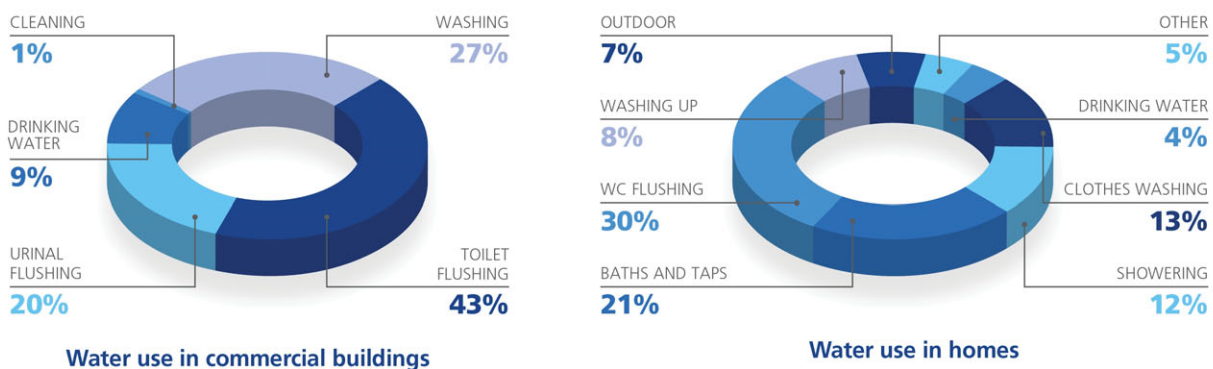 CLEANING
1%
WASHING
27%
DRINKING
WATER
9%
URINAL
FLUSHING
20%
TOILET
FLUSHING
43%
Water use in commercial buildings
OUTDOOR
7%
OTHER
5%
WASHING UP
8%
DRINKING WATER
4%
WC FLUSHING
30%
CLOTHES WASHING
13%
BATHS AND TAPS
21%
SHOWERING
12%
Water use in homes